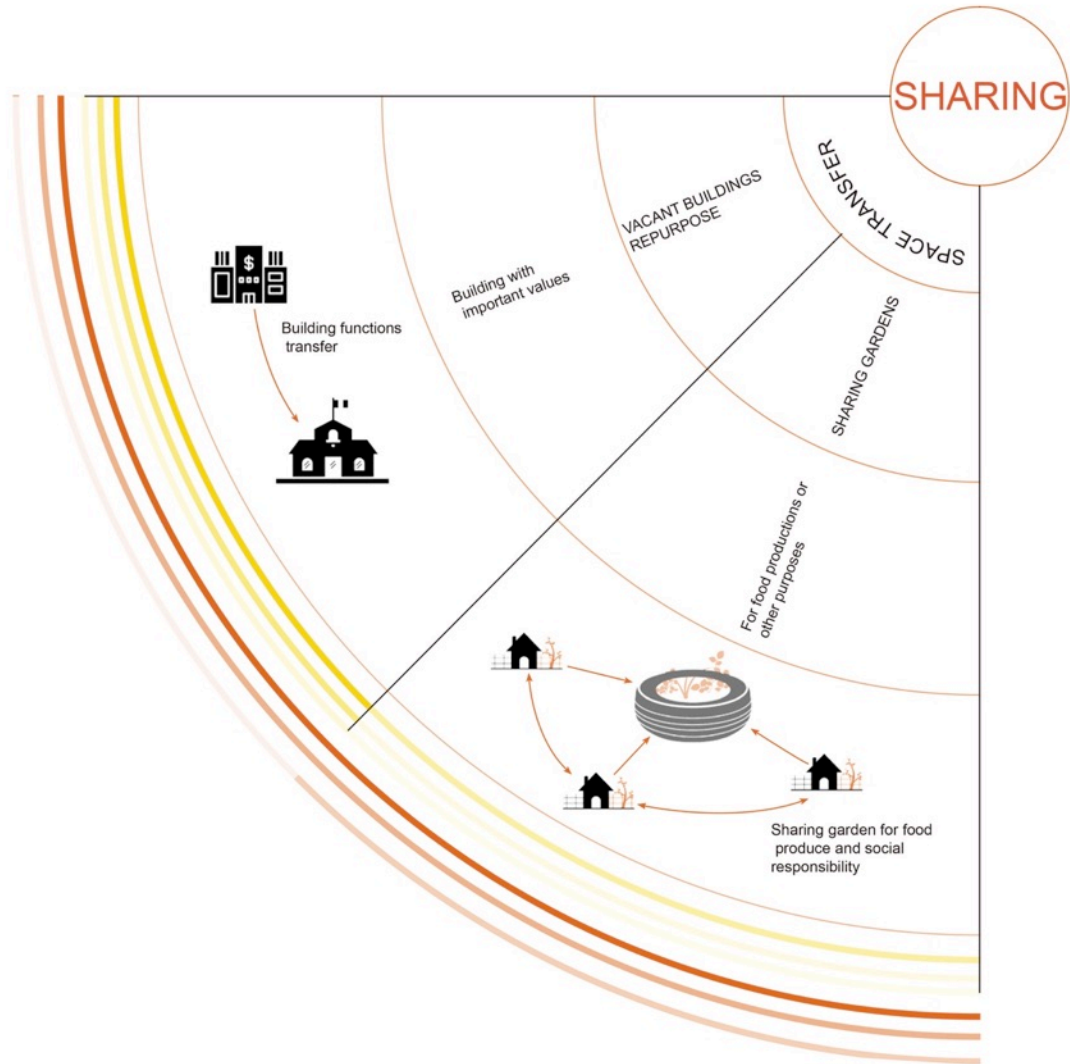 SHARING
SPACE TRANSFER
VACANT BUILDINGS
REPURPOSE
Building with
important values
$
Building functions
transfer
SHARING GARDENS
For food productions or
other purposes
Sharing garden for food
produce and social
responsibility